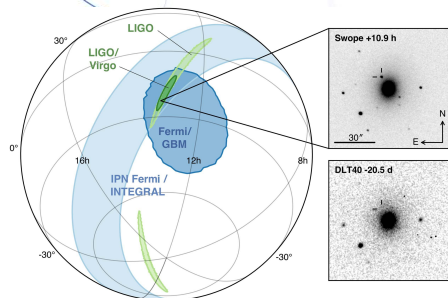 LIGO
Swope +10.9 h
30°
LIGO/
Virgo
Fermi/
GBM
N
E
30"
0°
16h
12h
8h
IPN Fermi /
INTEGRAL
DLT40 -20.5 d
-30°
-30°